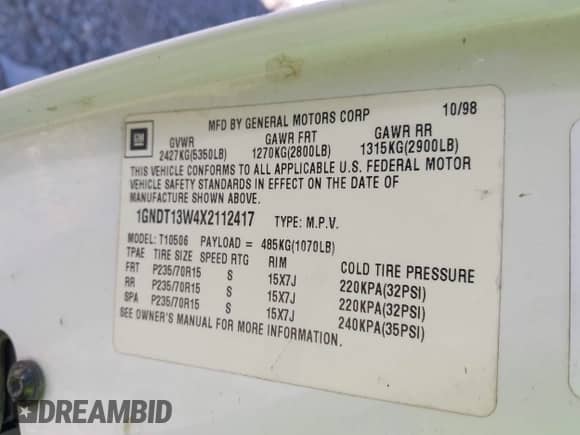 MFD BY GENERAL MOTORS CORP 10/98
GM
GVWR GAWR FRT GAWR RR
2427KG(5350LB) 1270KG(2800LB) 1315KG(2900LB)
THIS VEHICLE CONFORMS TO ALL APPLICABLE U.S. FEDERAL MOTOR
VEHICLE SAFETY STANDARDS IN EFFECT ON THE DATE OF
MANUFACTURE SHOWN ABOVE.
1GNDT13W4X2112417 TYPE: M.P.V.
MODEL: T10506 PAYLOAD = 485KG(1070LB)
TPAE TIRE SIZE SPEED RTG RIM COLD TIRE PRESSURE
FRT P235/70R15 S 15X7J 220KPA(32PSI)
RR P235/70R15 S 15X7J 220KPA(32PSI)
SPA P235/70R15 S 15X7J 240KPA(35PSI)
SEE OWNER'S MANUAL FOR MORE INFORMATION.
DREAMBID